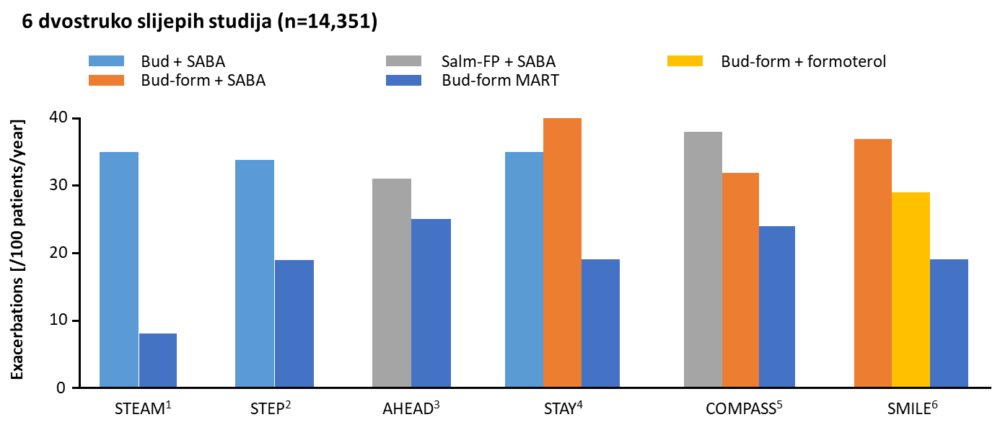 6 dvostruko slijepih studija (n=14,351)
Bud + SABA
Salm-FP + SABA
Bud-form + formoterol
Bud-form + SABA
Bud-form MART
Exacerbations [/100 patients/year]
40
30
20
10
0
STEAM¹
STEP²
AHEAD³
STAY⁴
COMPASS⁵
SMILE⁶